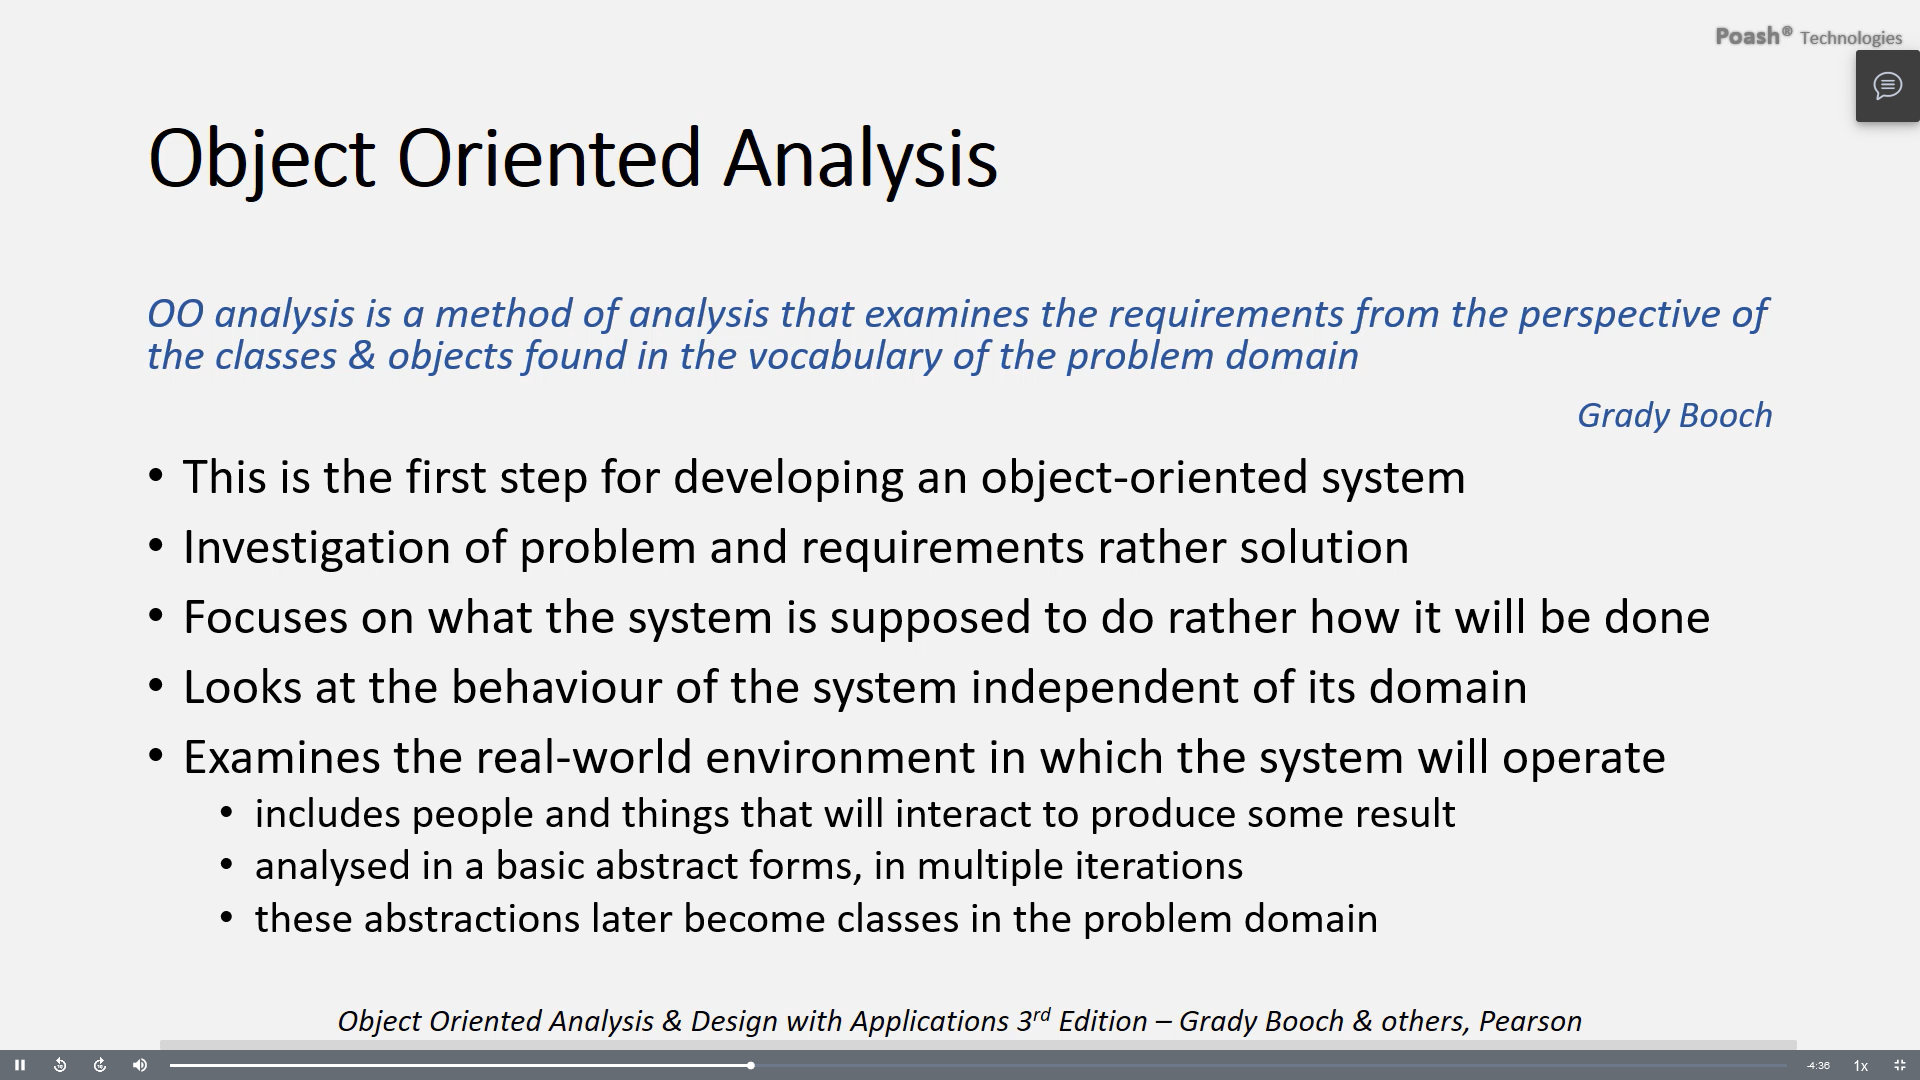 Poash® Technologies
Object Oriented Analysis
OO analysis is a method of analysis that examines the requirements from the perspective of
the classes & objects found in the vocabulary of the problem domain
Grady Booch
• This is the first step for developing an object-oriented system
• Investigation of problem and requirements rather solution
• Focuses on what the system is supposed to do rather how it will be done
• Looks at the behaviour of the system independent of its domain
• Examines the real-world environment in which the system will operate
• includes people and things that will interact to produce some result
• analysed in a basic abstract forms, in multiple iterations
• these abstractions later become classes in the problem domain
Object Oriented Analysis & Design with Applications 3rd Edition – Grady Booch & others, Pearson
-4:36 1x